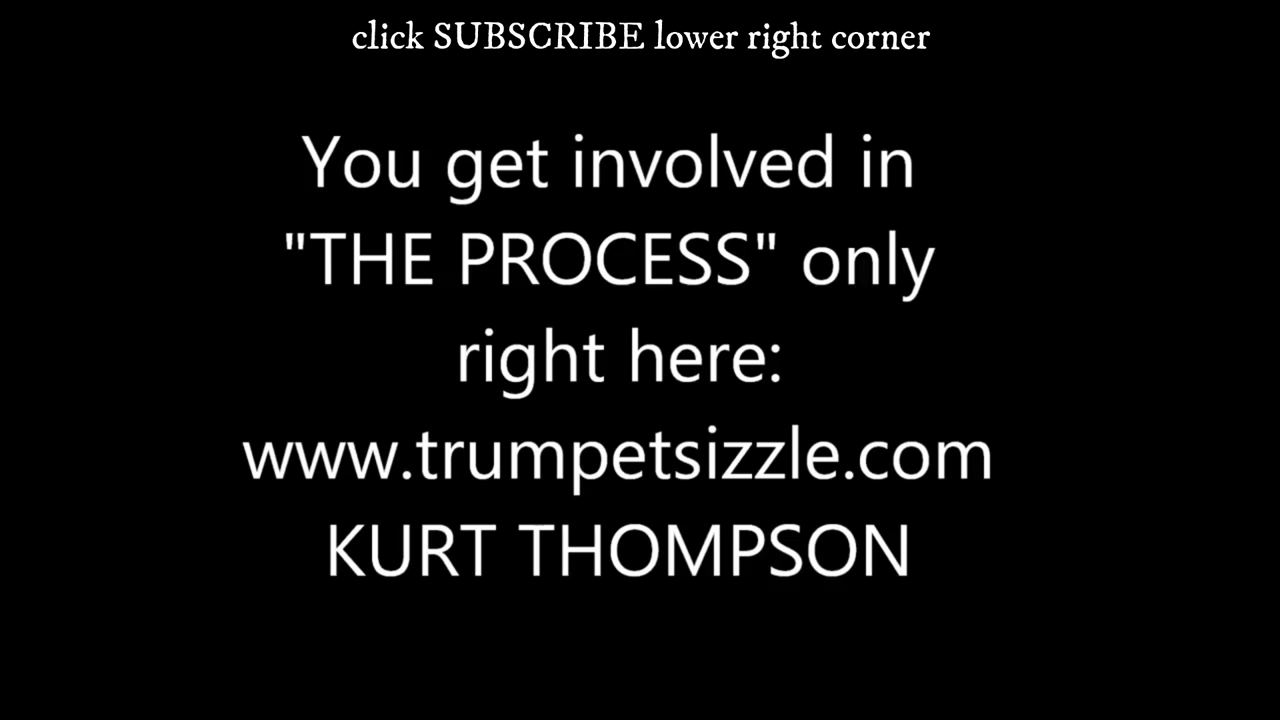 click SUBSCRIBE lower right corner
You get involved in
"THE PROCESS" only
right here:
www.trumpetsizzle.com
KURT THOMPSON